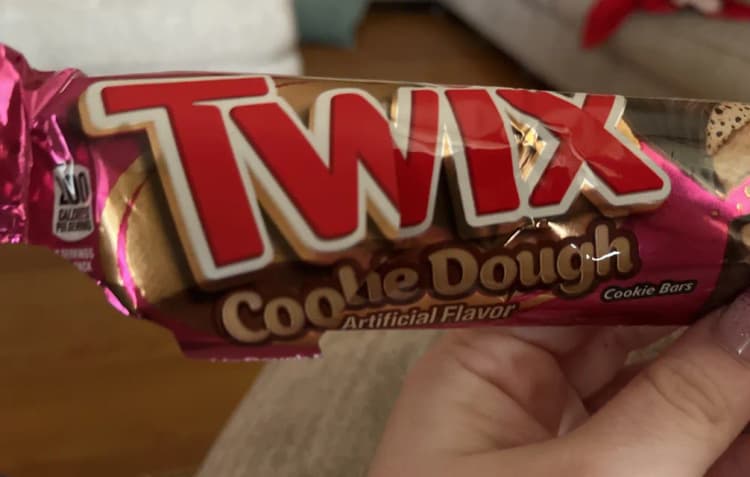 TWIX
Cookie Dough
Artificial Flavor
Cookie Bars
CALORIES